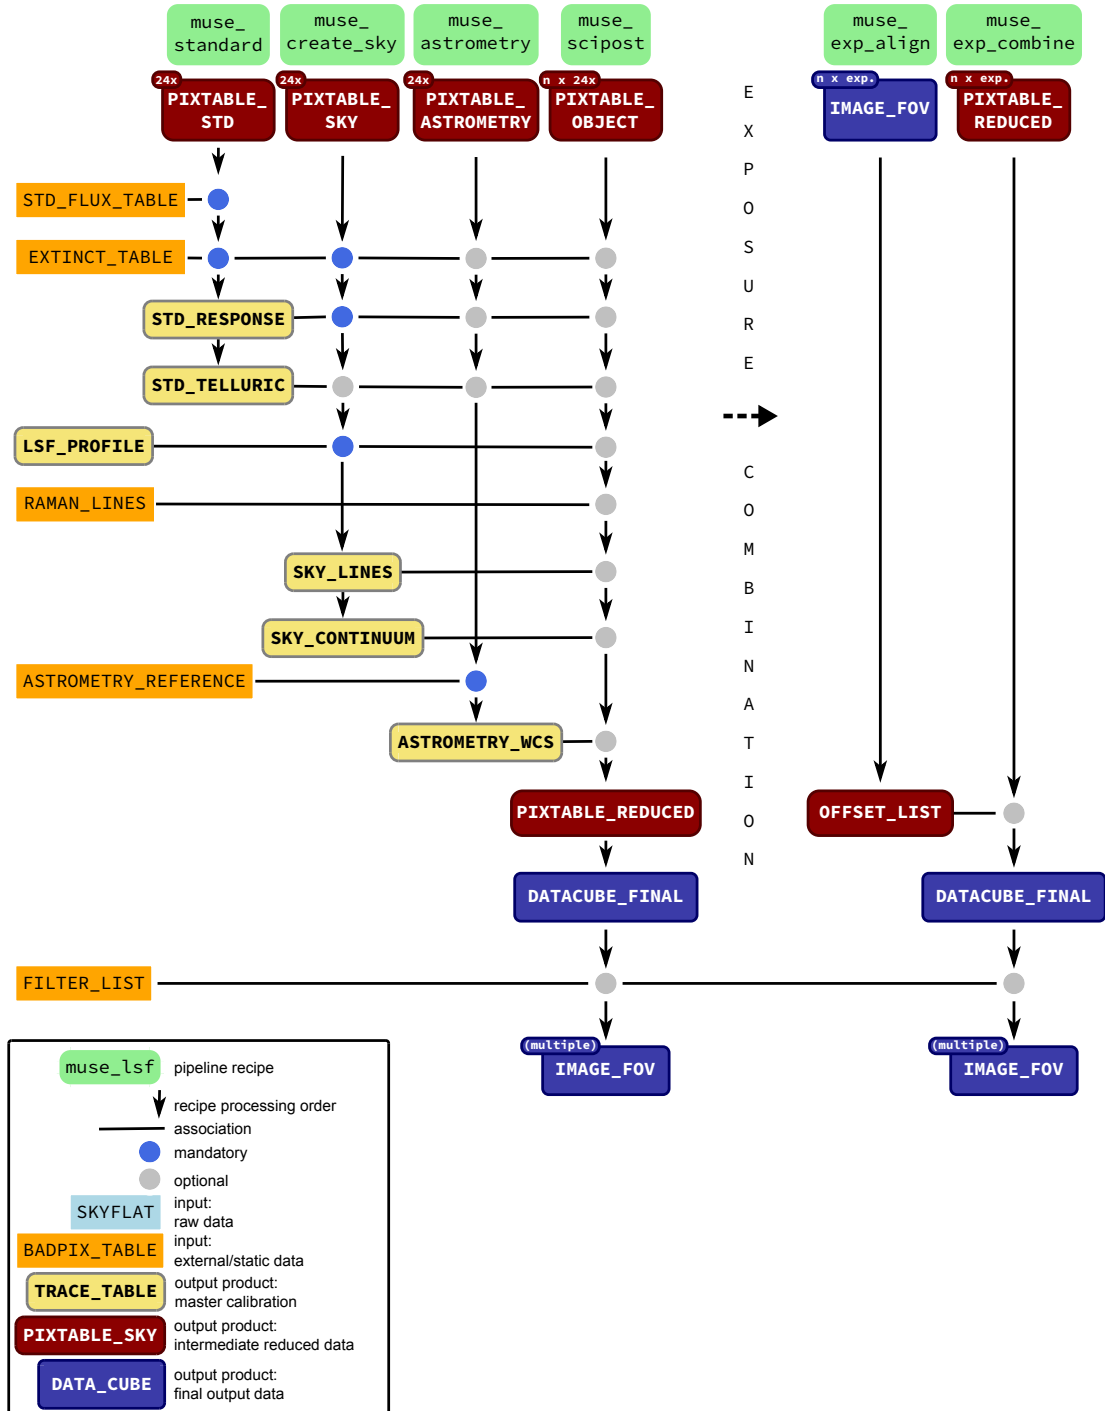 muse_
standard
muse_
create_sky
muse_
astrometry
muse_
scipost
muse_
exp_align
muse_
exp_combine
24x
PIXTABLE_
STD
24x
PIXTABLE_
SKY
24x
PIXTABLE_
ASTROMETRY
n x 24x
PIXTABLE_
OBJECT
n x exp.
IMAGE_FOV
n x exp.
PIXTABLE_
REDUCED
EXPOSURE
COMBINATION
STD_FLUX_TABLE
EXTINCT_TABLE
STD_RESPONSE
STD_TELLURIC
LSF_PROFILE
RAMAN_LINES
SKY_LINES
SKY_CONTINUUM
ASTROMETRY_REFERENCE
ASTROMETRY_WCS
PIXTABLE_REDUCED
OFFSET_LIST
DATACUBE_FINAL
DATACUBE_FINAL
FILTER_LIST
(multiple)
IMAGE_FOV
(multiple)
IMAGE_FOV
muse_lsf
pipeline recipe
recipe processing order
association
mandatory
optional
SKYFLAT
input:
raw data
BADPIX_TABLE
input:
external/static data
TRACE_TABLE
output product:
master calibration
PIXTABLE_SKY
output product:
intermediate reduced data
DATA_CUBE
output product:
final output data